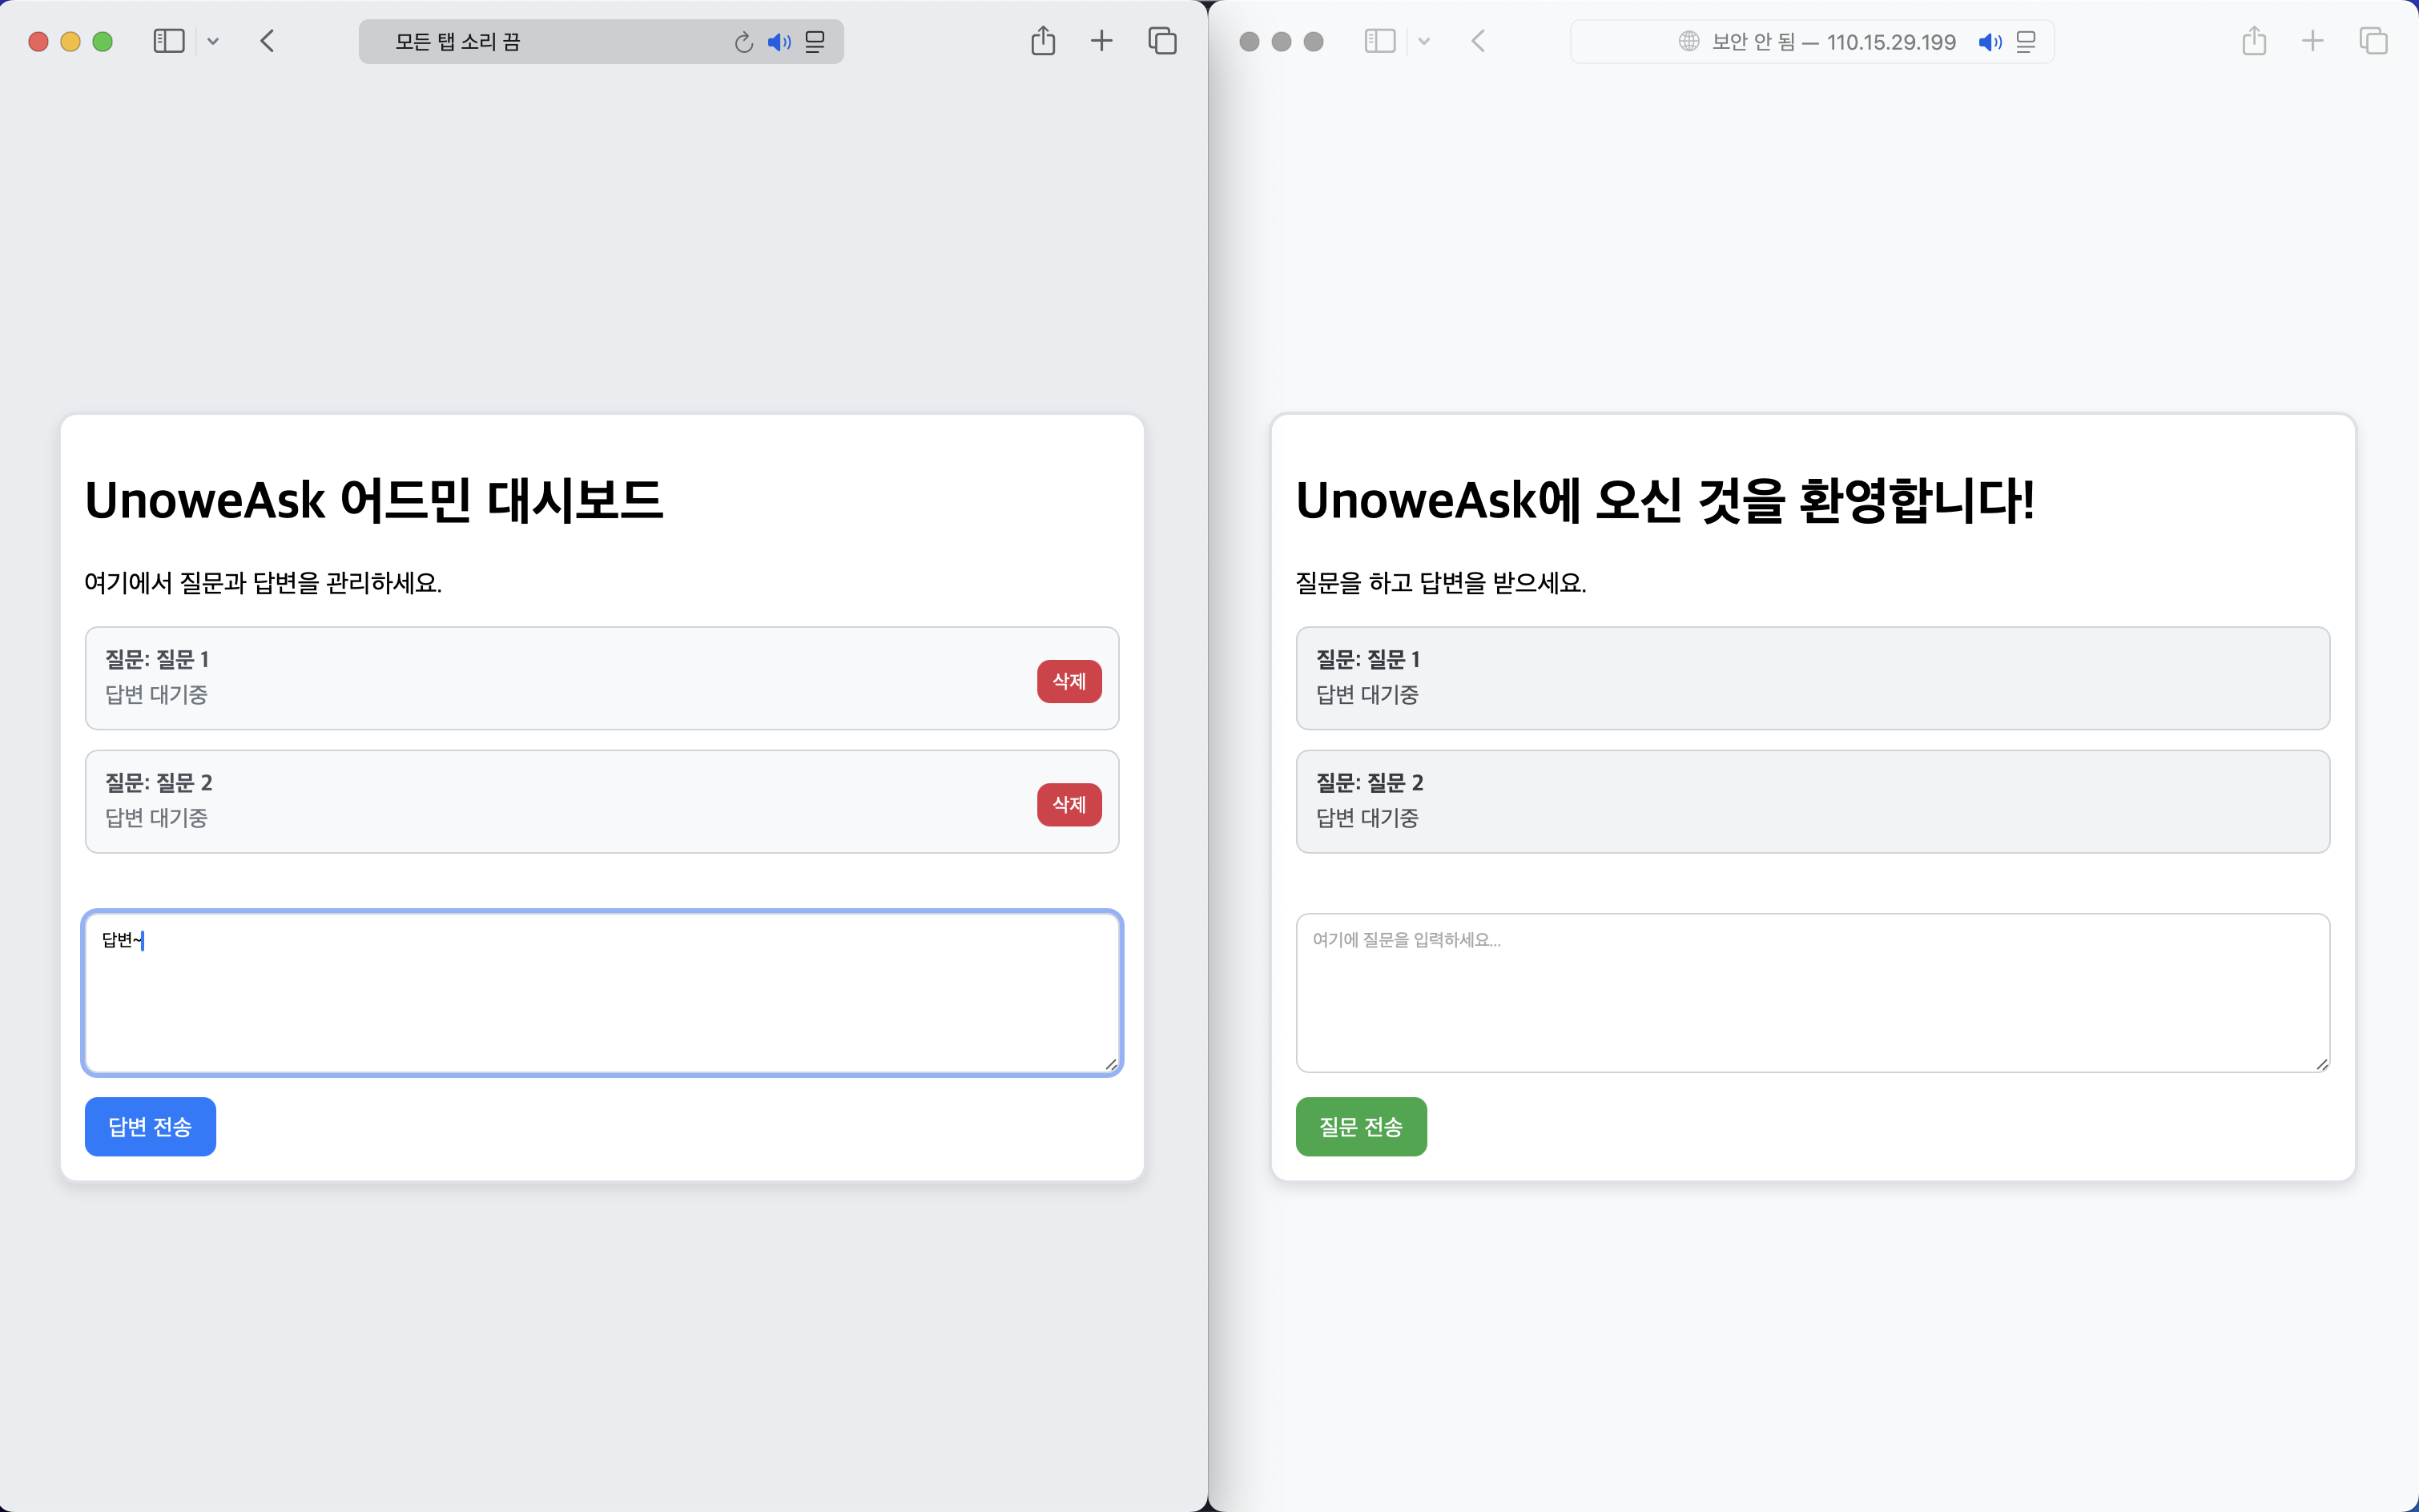 모든 탭 소리 끔
UnoweAsk 어드민 대시보드
여기에서 질문과 답변을 관리하세요.
질문: 질문 1
답변 대기중
삭제
질문: 질문 2
답변 대기중
삭제
답변~
답변 전송
보안 안 됨 — 110.15.29.199
UnoweAsk에 오신 것을 환영합니다!
질문을 하고 답변을 받으세요.
질문: 질문 1
답변 대기중
질문: 질문 2
답변 대기중
여기에 질문을 입력하세요...
질문 전송